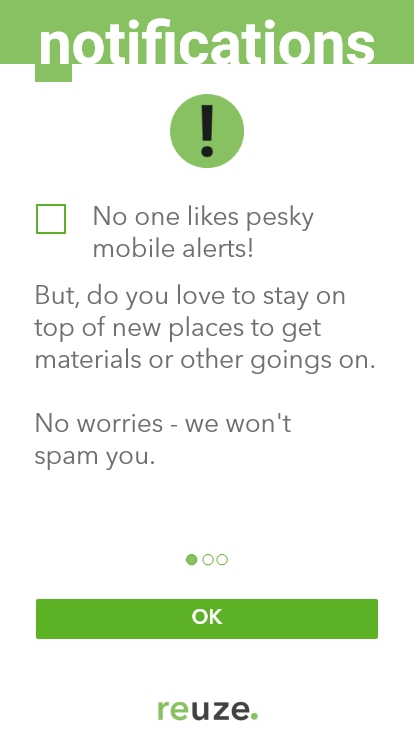 notifications
!
No one likes pesky
mobile alerts!
But, do you love to stay on
top of new places to get
materials or other goings on.
No worries - we won't
spam you.
OK
reuze.